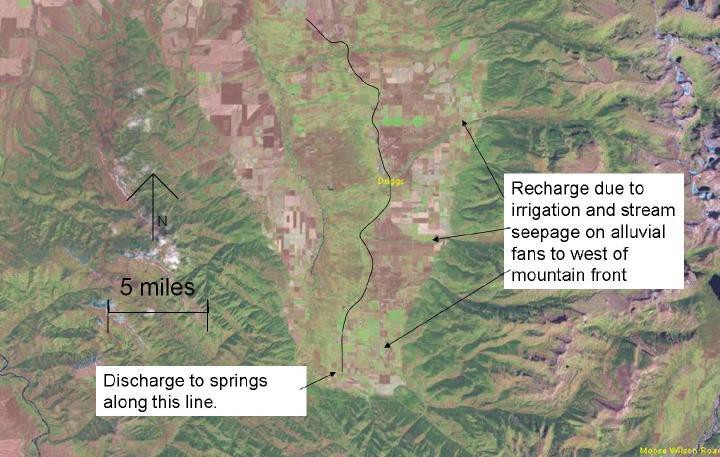 Driggs
Recharge due to
irrigation and stream
seepage on alluvial
fans to west of
mountain front
N
5 miles
Discharge to springs
along this line.
Moose Wilson Road